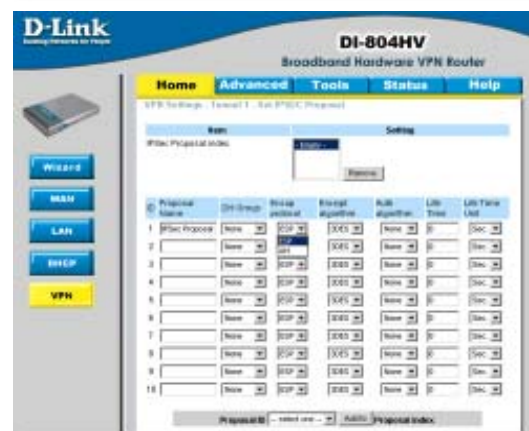 D-Link
Building Networks for People
DI-804HV
Broadband Hardware VPN Router
Home Advanced Tools Status Help
VPN Settings - Tunnel 1 - Set IPSEC Proposal
Item Setting
IPSec Proposal index
- Empty -
Remove
Wizard
WAN
LAN
DHCP
VPN
ID Proposal Name DH Group Encap protocol Encrypt algorithm Auth algorithm Life Time Life Time Unit
1 IPSec Proposal None ESP 3DES None 0 Sec.
ESP
AH
2 None 3DES None 0 Sec.
3 None ESP 3DES None 0 Sec.
4 None ESP 3DES None 0 Sec.
5 None ESP 3DES None 0 Sec.
6 None ESP 3DES None 0 Sec.
7 None ESP 3DES None 0 Sec.
8 None ESP 3DES None 0 Sec.
9 None ESP 3DES None 0 Sec.
10 None ESP 3DES None 0 Sec.
Proposal ID -- select one -- Add to Proposal index